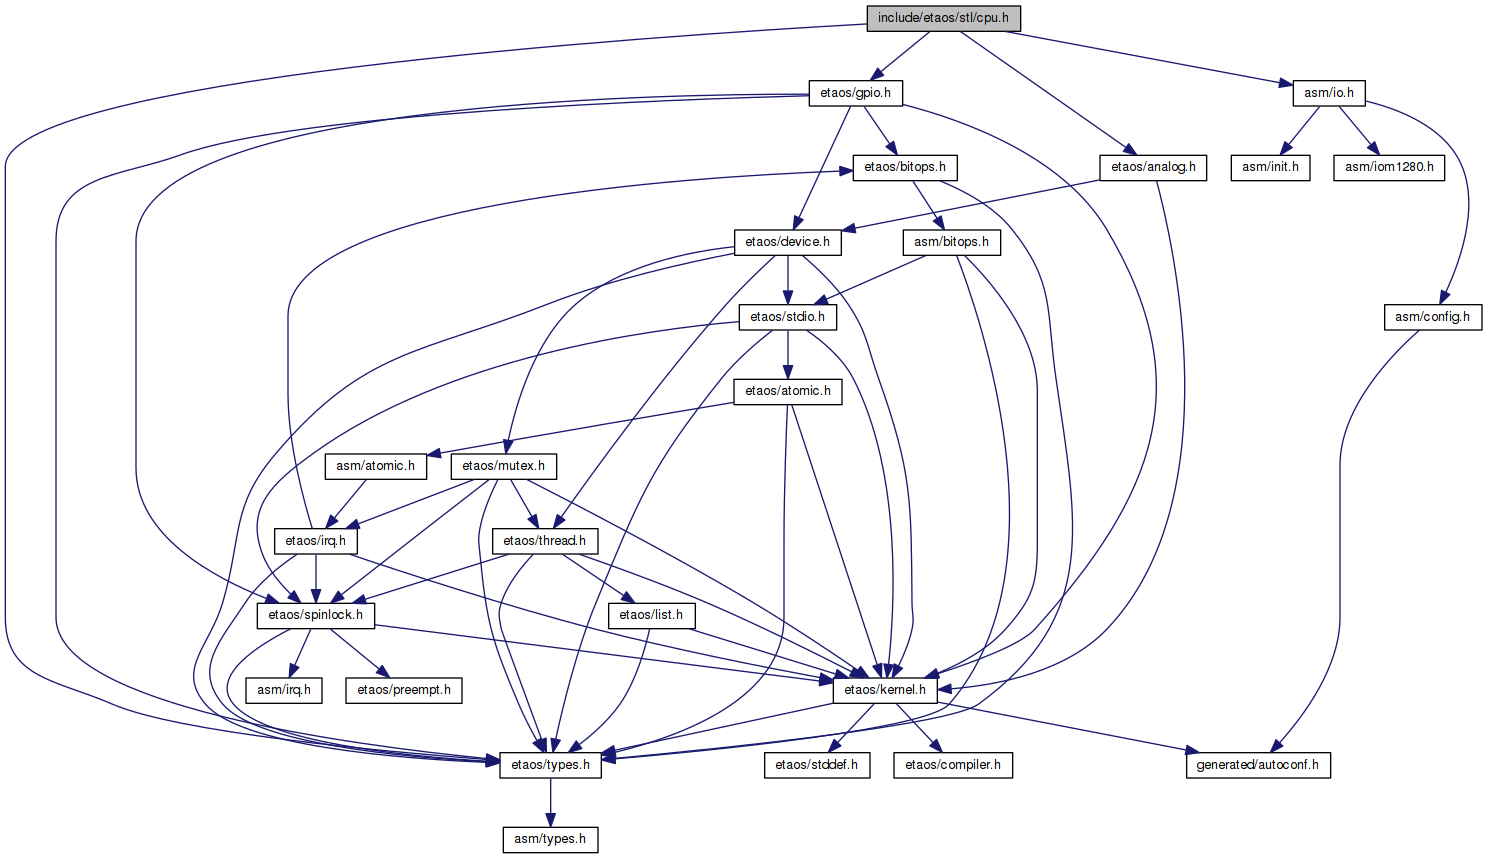 include/etaos/stl/cpu.h
etaos/gpio.h
asm/io.h
etaos/bitops.h
etaos/analog.h
asm/init.h
asm/iom1280.h
etaos/device.h
asm/bitops.h
etaos/stdio.h
asm/config.h
etaos/atomic.h
asm/atomic.h
etaos/mutex.h
etaos/irq.h
etaos/thread.h
etaos/spinlock.h
etaos/list.h
asm/irq.h
etaos/preempt.h
etaos/kernel.h
etaos/types.h
etaos/stddef.h
etaos/compiler.h
generated/autoconf.h
asm/types.h